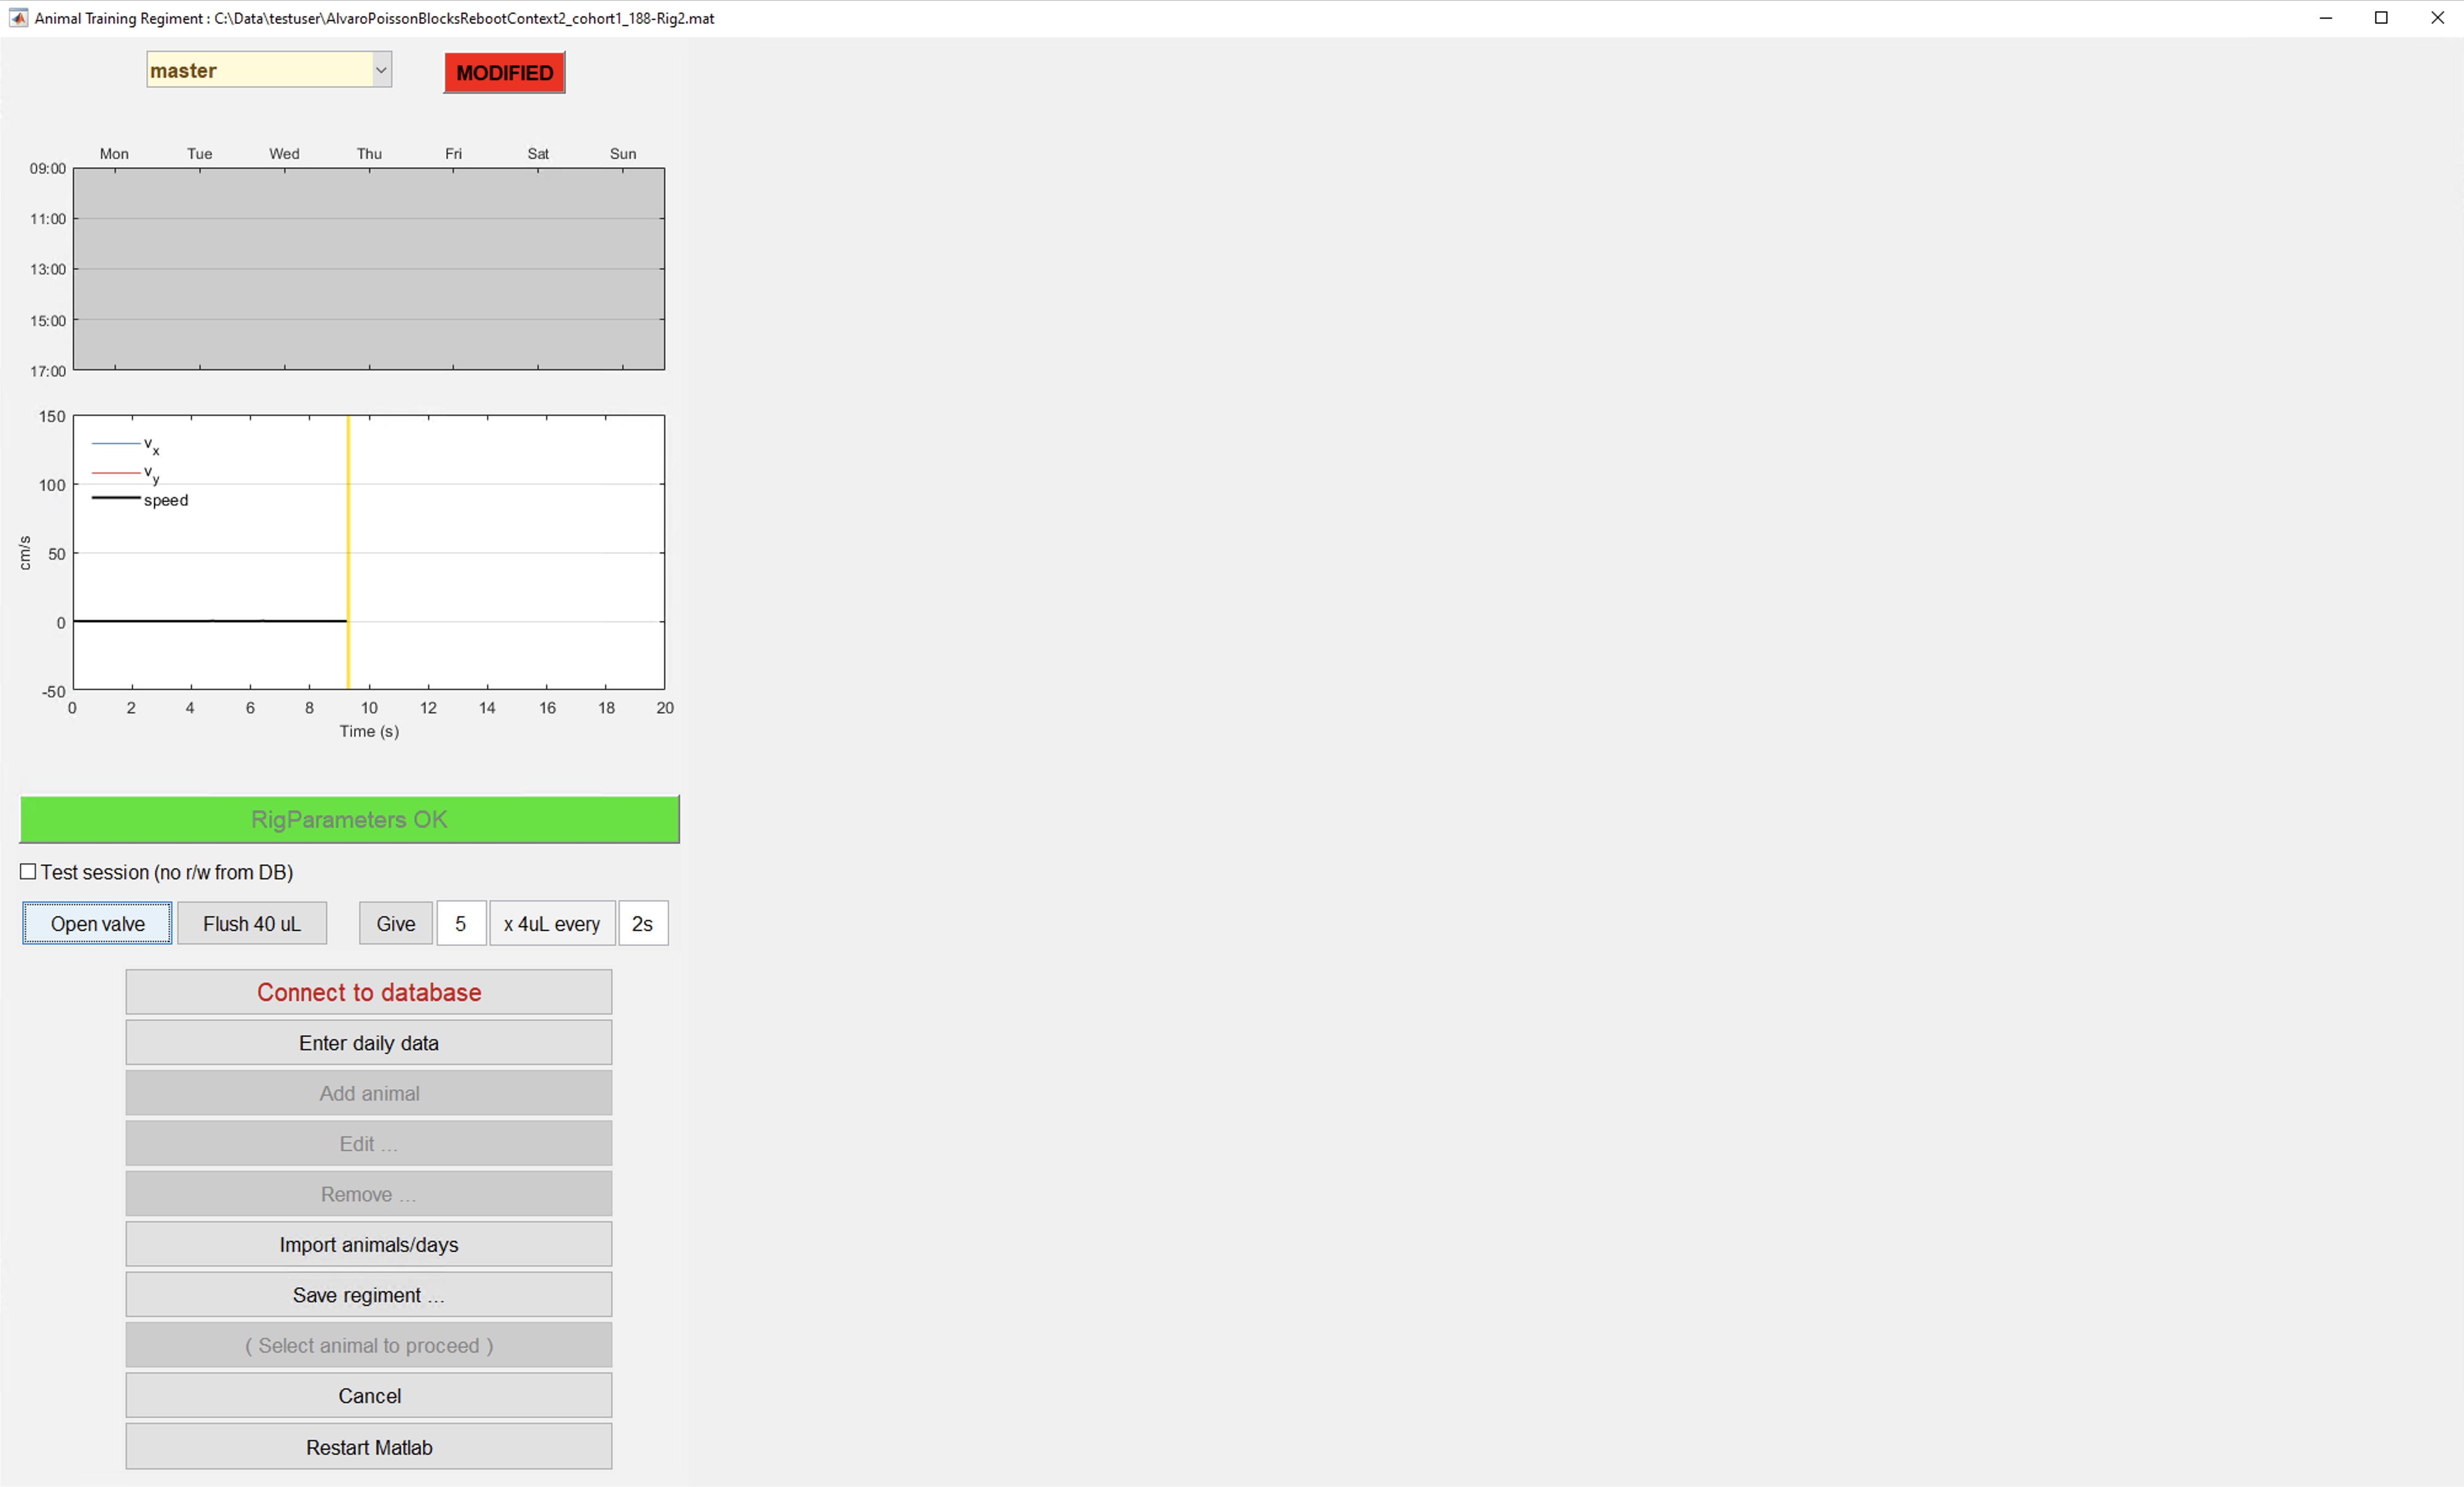 Animal Training Regiment : C:\Data\testuser\AlvaroPoissonBlocksRebootContext2_cohort1_188-Rig2.mat
master
MODIFIED
Mon Tue Wed Thu Fri Sat Sun
09:00
11:00
13:00
15:00
17:00
150
100
50
0
-50
cm/s
v_x
v_y
speed
0 2 4 6 8 10 12 14 16 18 20
Time (s)
RigParameters OK
Test session (no r/w from DB)
Open valve Flush 40 uL Give 5 x 4uL every 2s
Connect to database
Enter daily data
Add animal
Edit ...
Remove ...
Import animals/days
Save regiment ...
( Select animal to proceed )
Cancel
Restart Matlab